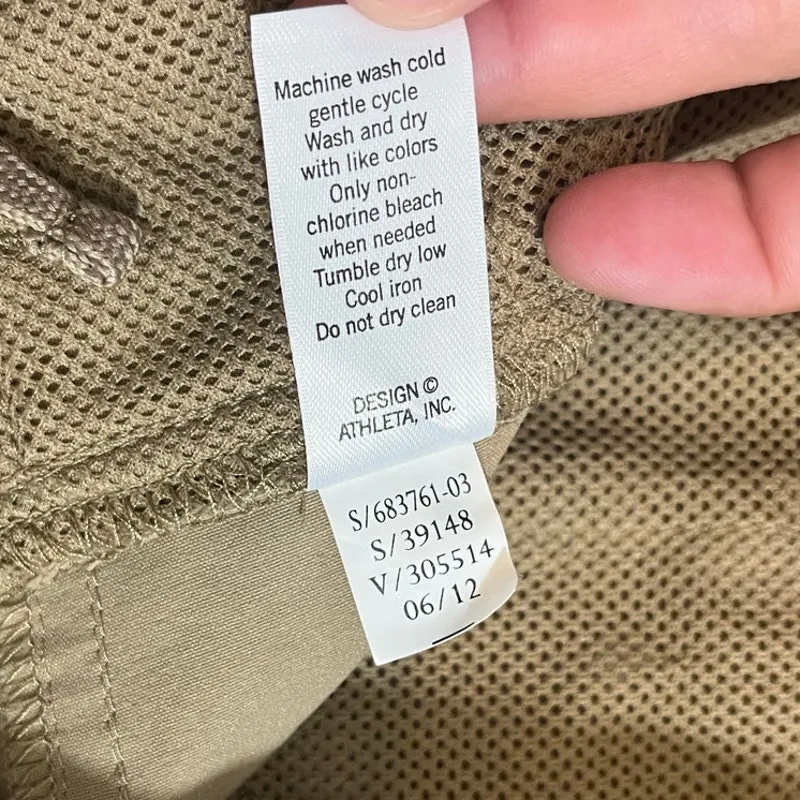 Machine wash cold
gentle cycle
Wash and dry
with like colors
Only non-
chlorine bleach
when needed
Tumble dry low
Cool iron
Do not dry clean
DESIGN ©
ATHLETA, INC.
S/683761-03
S/39148
V/305514
06/12